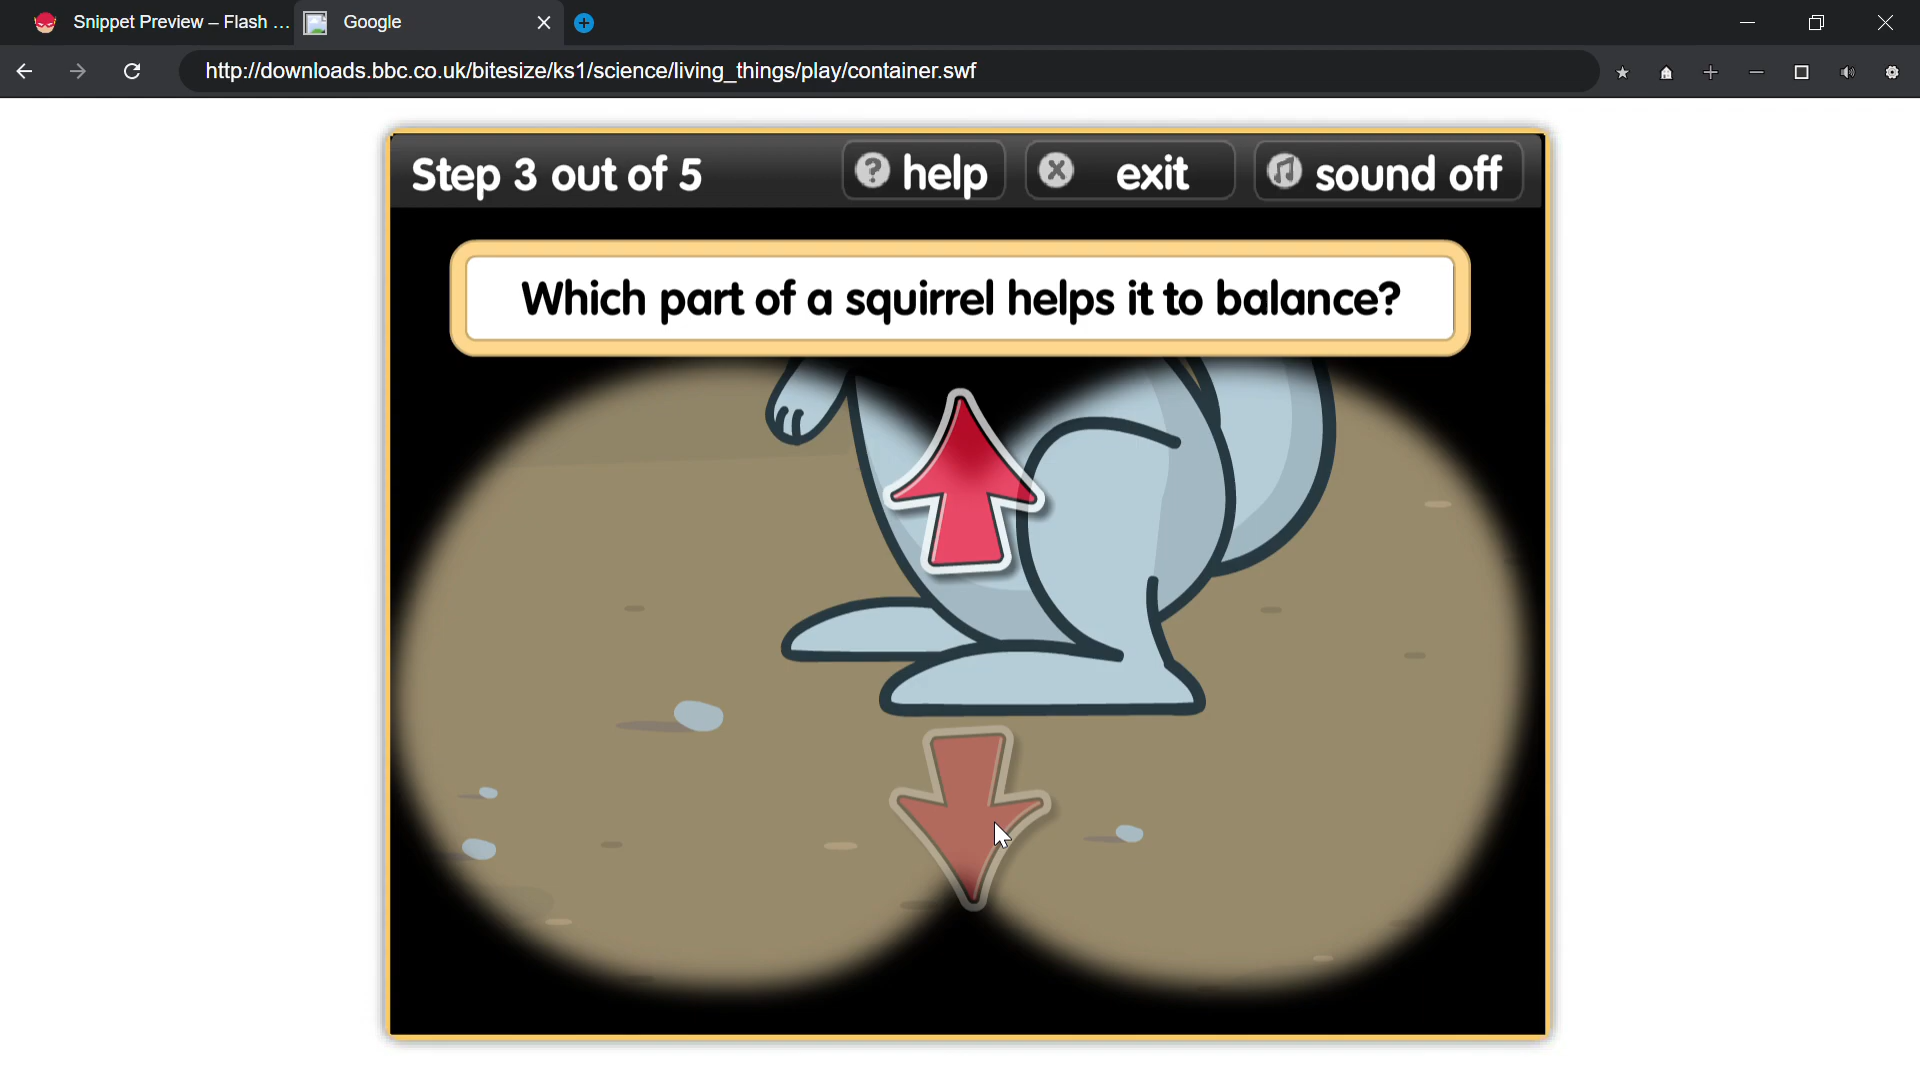 Snippet Preview – Flash ...
Google
http://downloads.bbc.co.uk/bitesize/ks1/science/living_things/play/container.swf
Step 3 out of 5
help
exit
sound off
Which part of a squirrel helps it to balance?